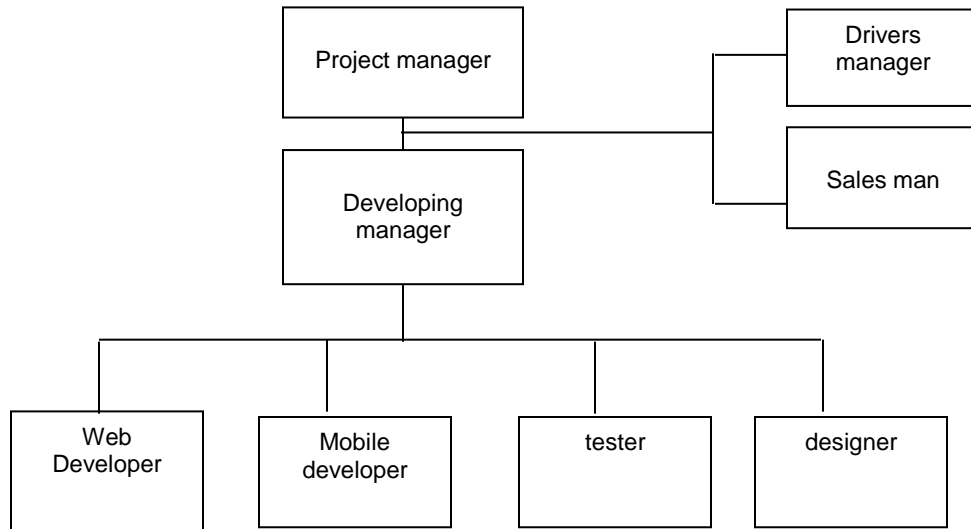 Project manager
Drivers
manager
Sales man
Developing
manager
Web
Developer
Mobile
developer
tester
designer